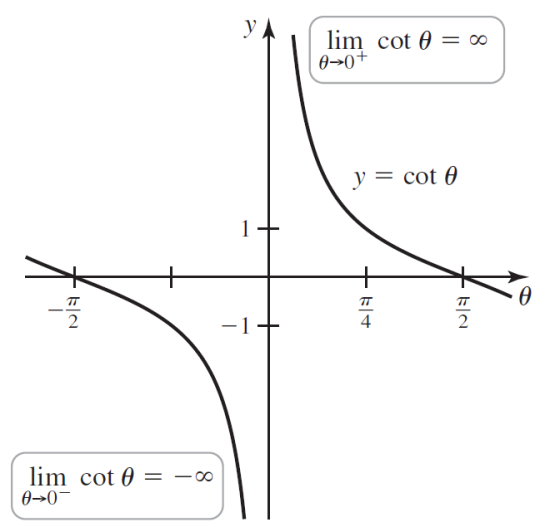 y
lim cot θ = ∞
θ→0⁺
y = cot θ
1
−π/2
−1
π/4
π/2
θ
lim cot θ = −∞
θ→0⁻